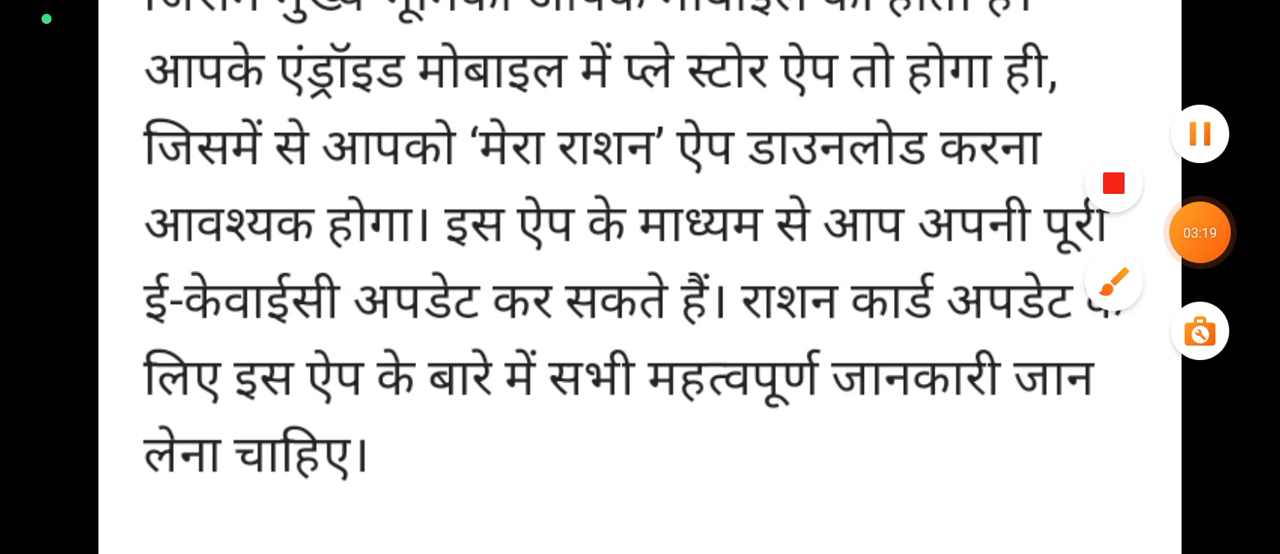 आपके एंड्रॉइड मोबाइल में प्ले स्टोर ऐप तो होगा ही,
जिसमें से आपको ‘मेरा राशन’ ऐप डाउनलोड करना
आवश्यक होगा। इस ऐप के माध्यम से आप अपनी पूरी
03:19
ई-केवाईसी अपडेट कर सकते हैं। राशन कार्ड अपडेट
लिए इस ऐप के बारे में सभी महत्वपूर्ण जानकारी जान
लेना चाहिए।